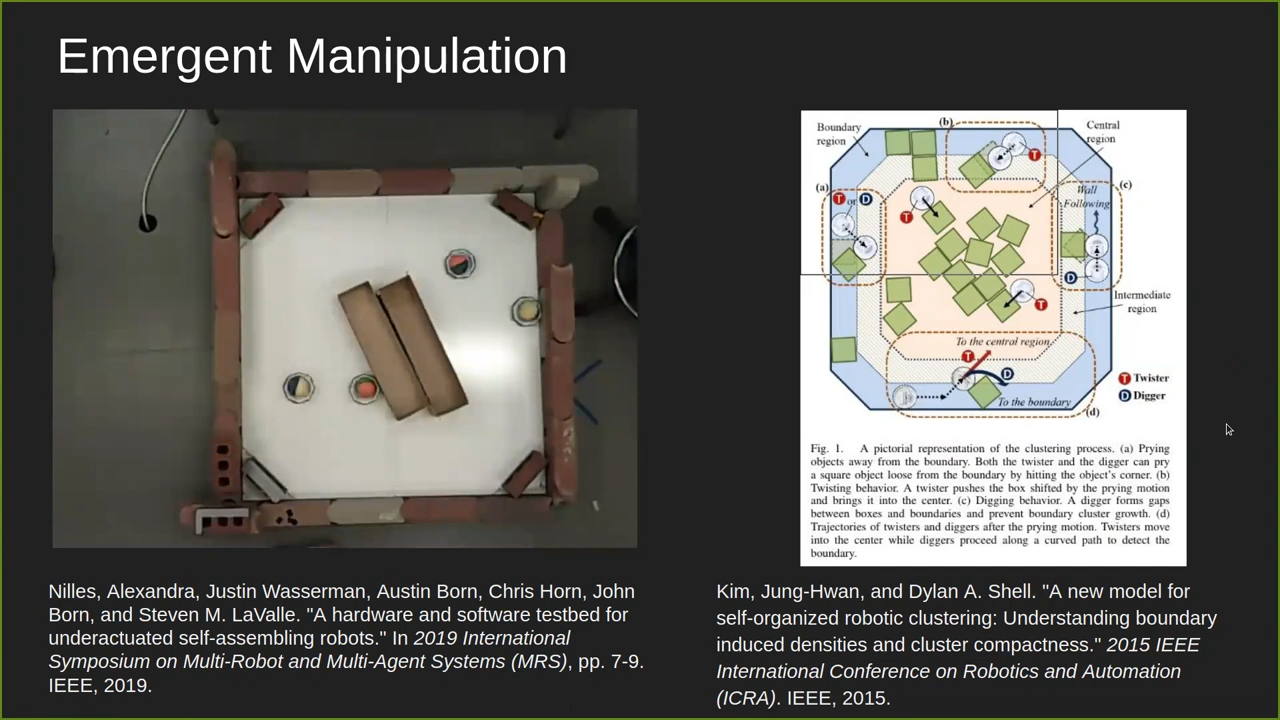 Emergent Manipulation
Boundary
region
(b)
Central
region
(a)
T or D
T
(c)
Wall
Following
T
D
T
Intermediate
region
To the central region
T
D
To the boundary
(d)
T Twister
D Digger
Fig. 1. A pictorial representation of the clustering process. (a) Prying
objects away from the boundary. Both the twister and the digger can pry
a square object loose from the boundary by hitting the object's corner. (b)
Twisting behavior. A twister pushes the box shifted by the prying motion
and brings it into the center. (c) Digging behavior. A digger forms gaps
between boxes and boundaries and prevent boundary cluster growth. (d)
Trajectories of twisters and diggers after the prying motion. Twisters move
into the center while diggers proceed along a curved path to detect the
boundary.
Nilles, Alexandra, Justin Wasserman, Austin Born, Chris Horn, John
Born, and Steven M. LaValle. "A hardware and software testbed for
underactuated self-assembling robots." In 2019 International
Symposium on Multi-Robot and Multi-Agent Systems (MRS), pp. 7-9.
IEEE, 2019.
Kim, Jung-Hwan, and Dylan A. Shell. "A new model for
self-organized robotic clustering: Understanding boundary
induced densities and cluster compactness." 2015 IEEE
International Conference on Robotics and Automation
(ICRA). IEEE, 2015.